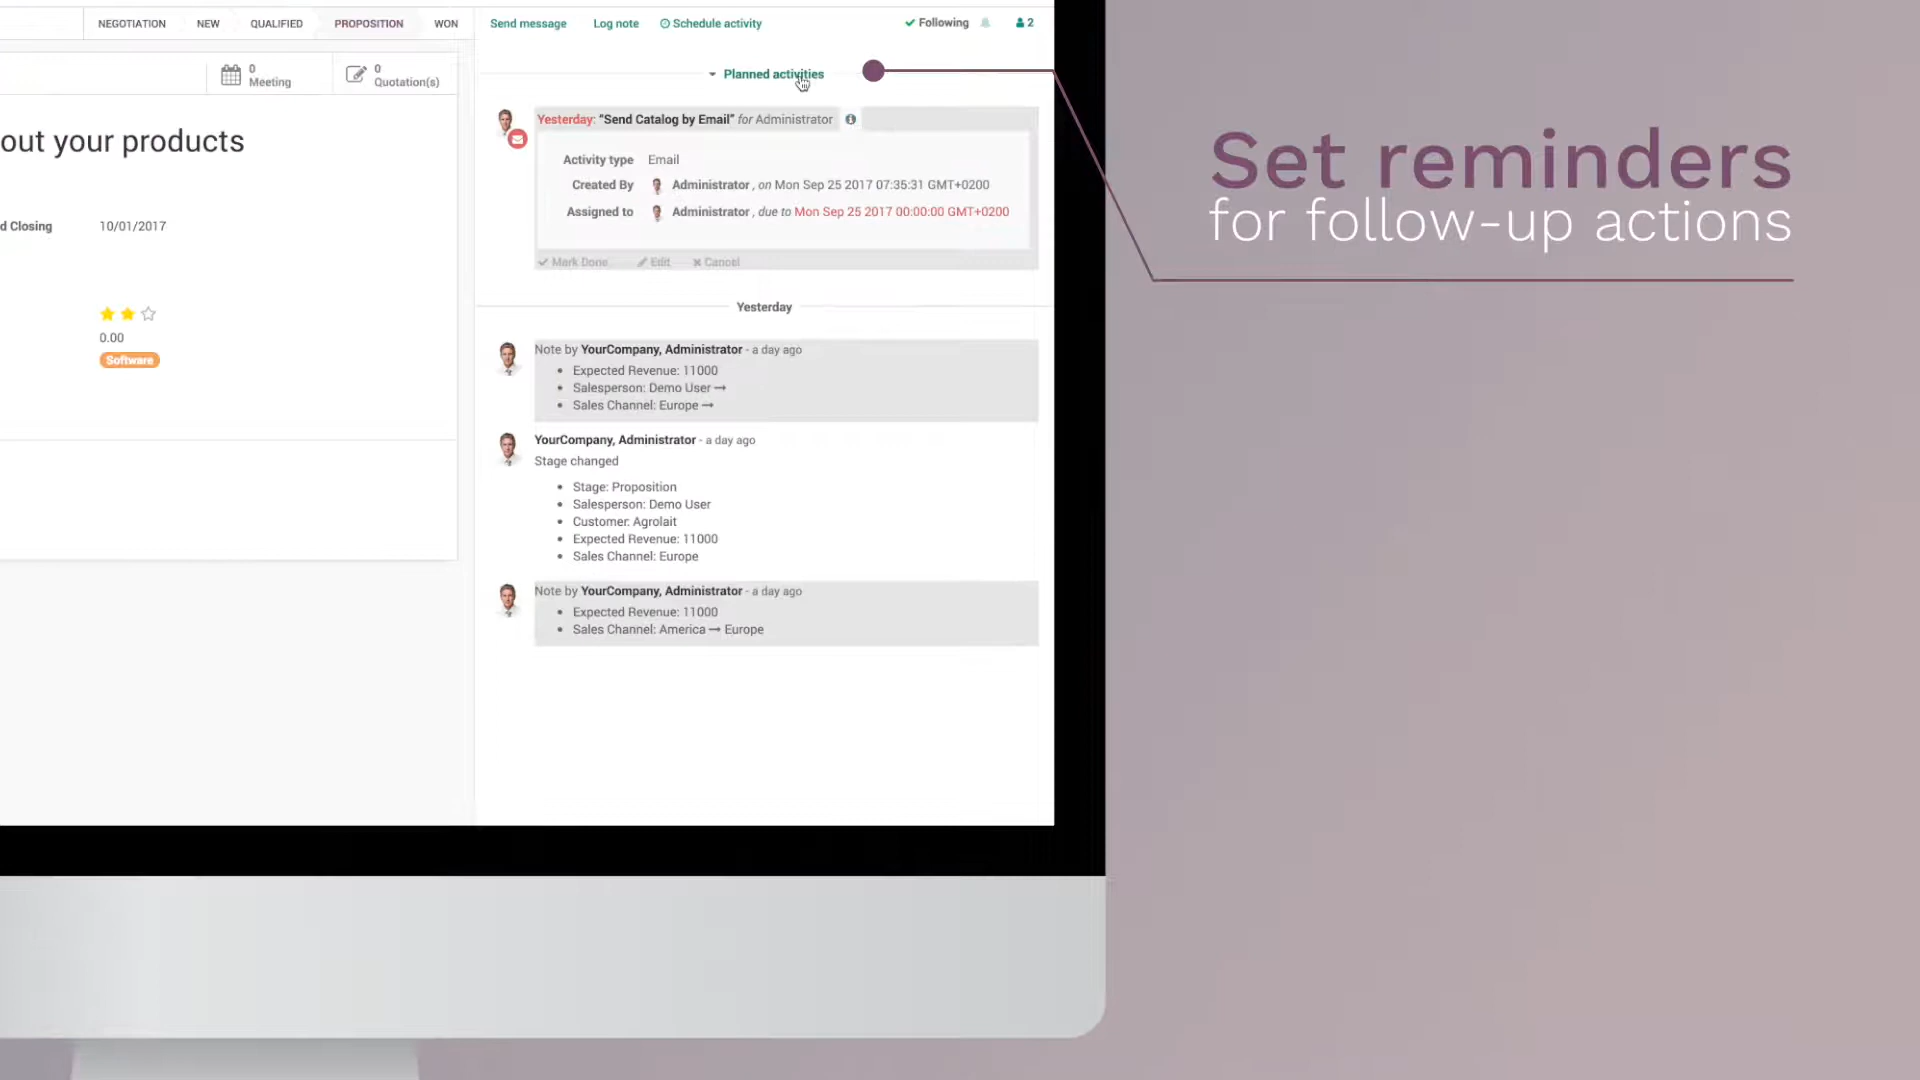 NEGOTIATION NEW QUALIFIED PROPOSITION WON
Send message Log note Schedule activity Following 2
0
Meeting
0
Quotation(s)
out your products
d Closing 10/01/2017
0.00
Software
Planned activities
Yesterday: “Send Catalog by Email” for Administrator
Activity type Email
Created By Administrator , on Mon Sep 25 2017 07:35:31 GMT+0200
Assigned to Administrator , due to Mon Sep 25 2017 00:00:00 GMT+0200
Mark Done Edit Cancel
Yesterday
Note by YourCompany, Administrator - a day ago
• Expected Revenue: 11000
• Salesperson: Demo User →
• Sales Channel: Europe →
YourCompany, Administrator - a day ago
Stage changed
• Stage: Proposition
• Salesperson: Demo User
• Customer: Agrolait
• Expected Revenue: 11000
• Sales Channel: Europe
Note by YourCompany, Administrator - a day ago
• Expected Revenue: 11000
• Sales Channel: America → Europe
Set reminders
for follow-up actions